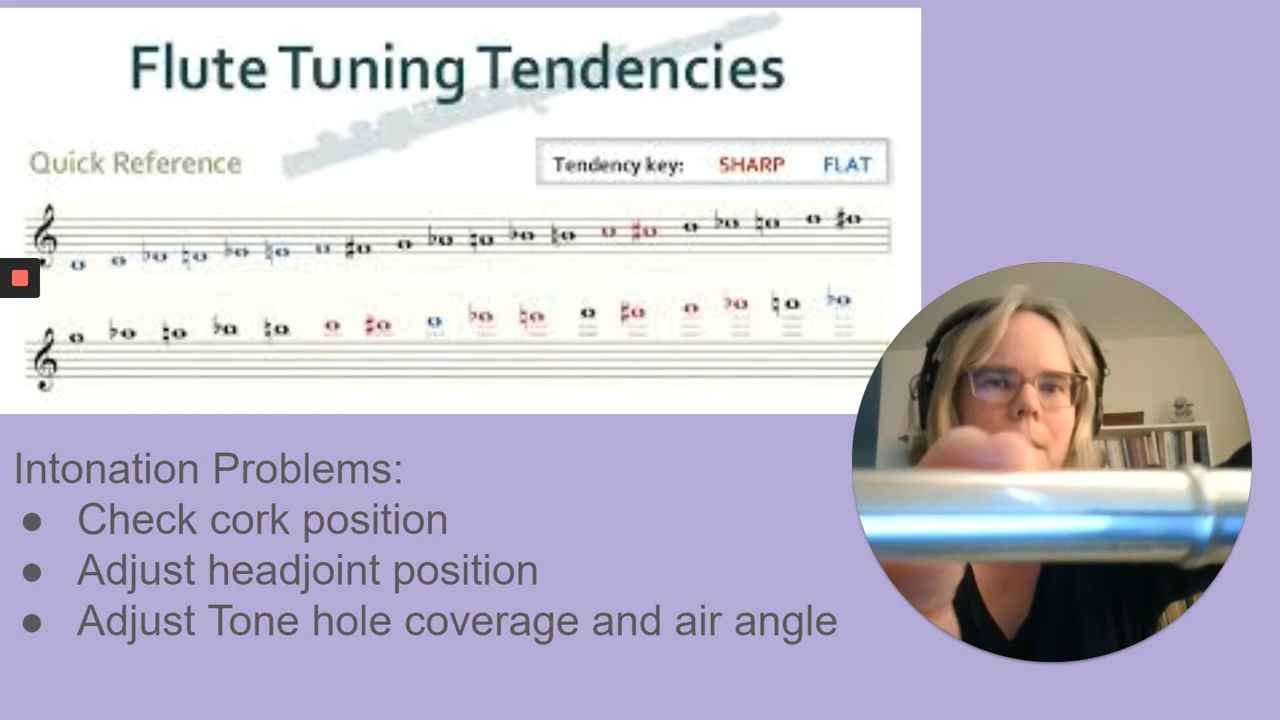 Flute Tuning Tendencies
Quick Reference
Tendency key: SHARP FLAT
Intonation Problems:
● Check cork position
● Adjust headjoint position
● Adjust Tone hole coverage and air angle